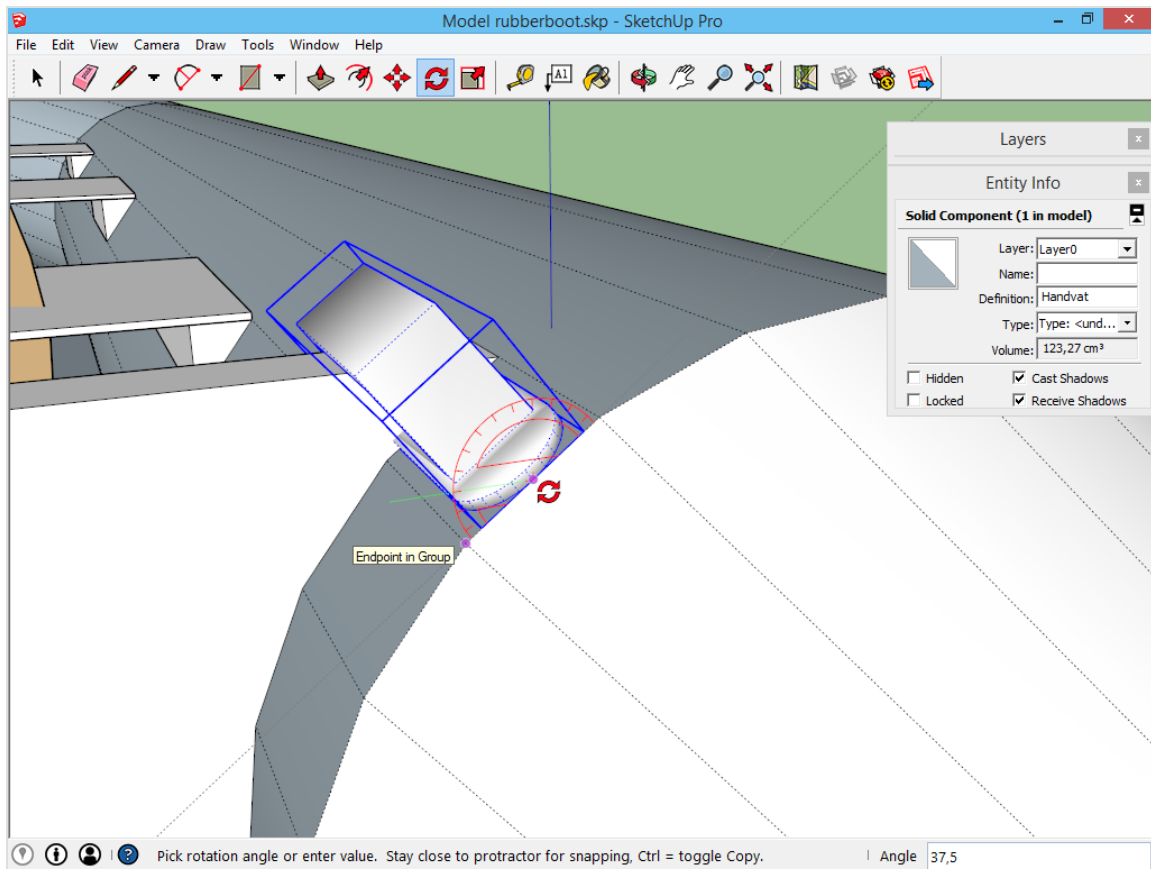 Model rubberboot.skp - SketchUp Pro
File Edit View Camera Draw Tools Window Help
A1
Layers
Entity Info
Solid Component (1 in model)
Layer: Layer0
Name:
Definition: Handvat
Type: Type: <und...
Volume: 123,27 cm³
Hidden Cast Shadows
Locked Receive Shadows
Endpoint in Group
Pick rotation angle or enter value. Stay close to protractor for snapping, Ctrl = toggle Copy. Angle 37,5